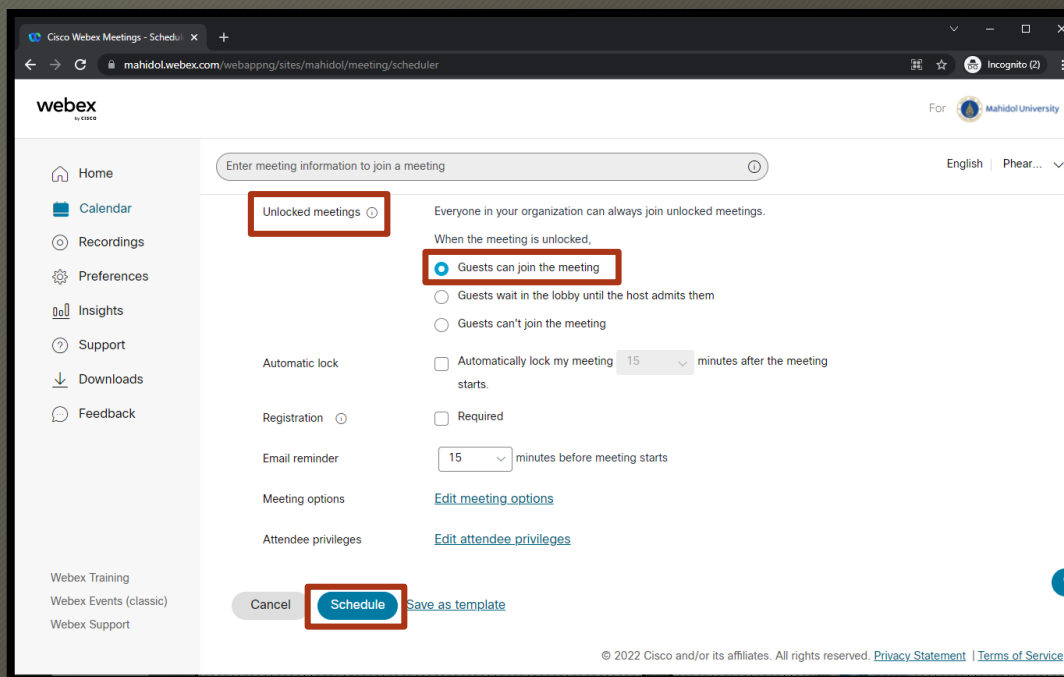 Cisco Webex Meetings - Schedul
mahidol.webex.com/webappng/sites/mahidol/meeting/scheduler
Incognito (2)
webex
by CISCO
For Mahidol University
Enter meeting information to join a meeting
English Phear...
Home
Calendar
Recordings
Preferences
Insights
Support
Downloads
Feedback
Unlocked meetings
Everyone in your organization can always join unlocked meetings.
When the meeting is unlocked,
Guests can join the meeting
Guests wait in the lobby until the host admits them
Guests can't join the meeting
Automatic lock
Automatically lock my meeting 15 minutes after the meeting
starts.
Registration
Required
Email reminder
15 minutes before meeting starts
Meeting options
Edit meeting options
Attendee privileges
Edit attendee privileges
Webex Training
Webex Events (classic)
Webex Support
Cancel Schedule Save as template
© 2022 Cisco and/or its affiliates. All rights reserved. Privacy Statement | Terms of Service